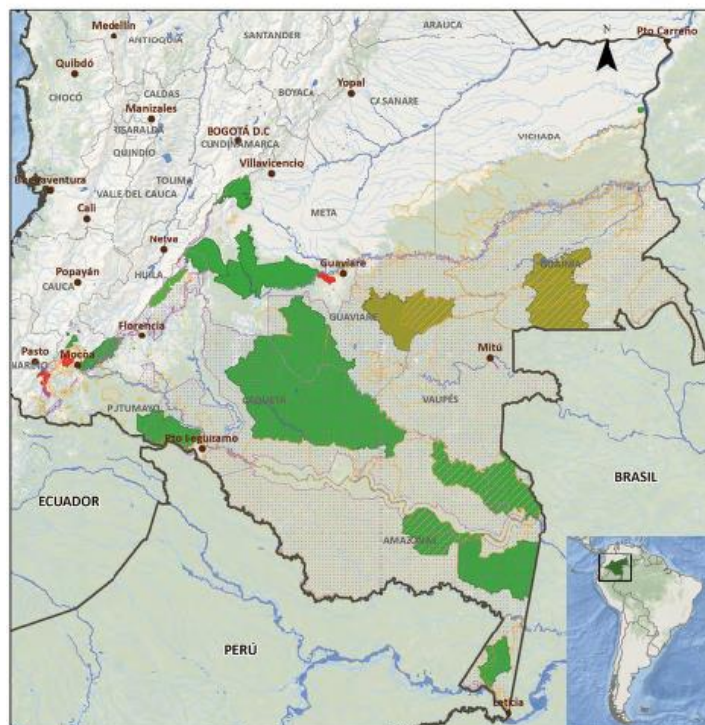 Medellín
ANTIOQUIA
SANTANDER
ARAUCA
N
Pto Carreño
Quibdó
CHOCÓ
CALDAS
BOYACÁ
Yopal
CASANARE
Manizales
RISARALDA
BOGOTÁ D.C
CUNDINAMARCA
VICHADA
QUINDÍO
Buenaventura
TOLIMA
Villavicencio
VALLE DEL CAUCA
Cali
META
Neiva
Guaviare
HUILA
GUAINÍA
Popayán
CAUCA
GUAVIARE
Florencia
Pasto
NARIÑO
Mocoa
Mitú
CAQUETÁ
VAUPÉS
PUTUMAYO
Pto Leguízamo
BRASIL
ECUADOR
AMAZONAS
PERÚ
Leticia